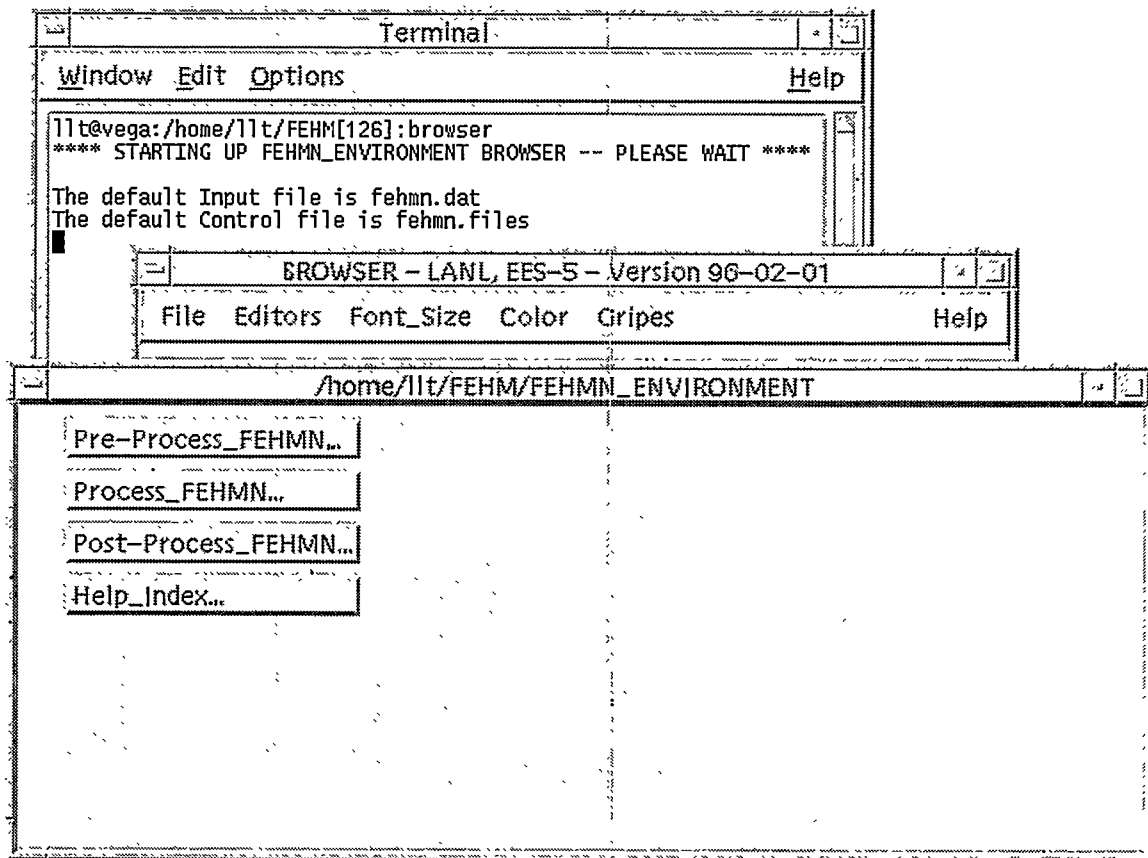 Terminal
Window Edit Options Help
llt@vega:/home/llt/FEHM[126]:browser
**** STARTING UP FEHMN_ENVIRONMENT BROWSER -- PLEASE WAIT ****
The default Input file is fehmn.dat
The default Control file is fehmn.files
BROWSER - LANL, EES-5 - Version 96-02-01
File Editors Font_Size Color Gripes Help
/home/llt/FEHM/FEHMN_ENVIRONMENT
Pre-Process_FEHMN...
Process_FEHMN...
Post-Process_FEHMN...
Help_Index...